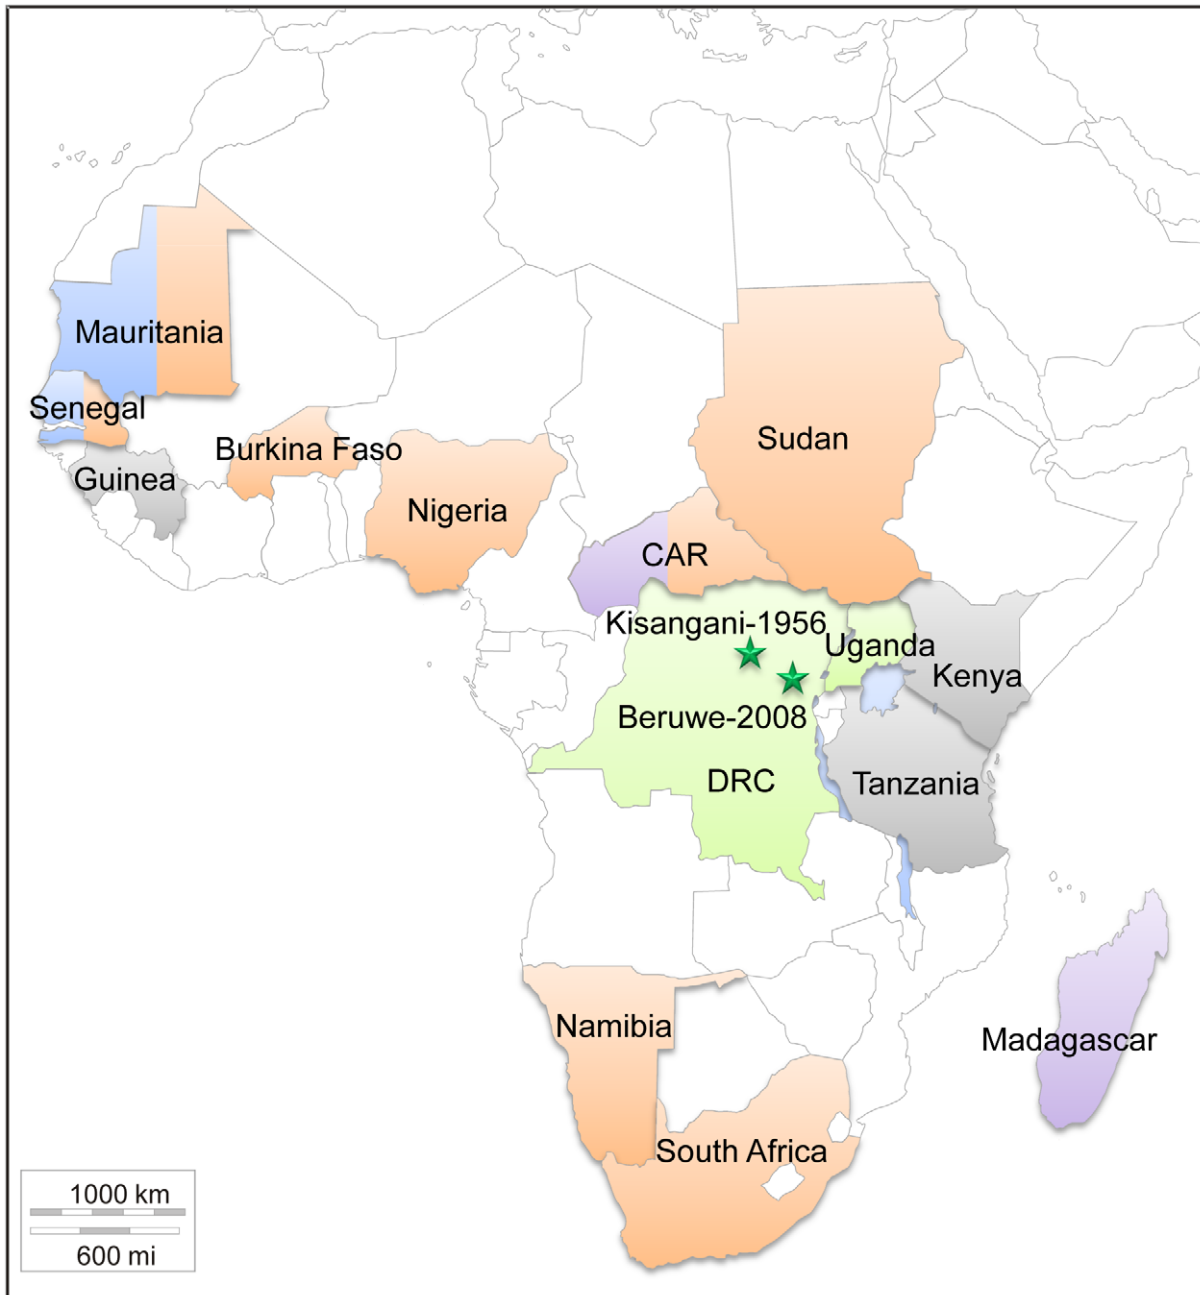 Mauritania
Senegal
Burkina Faso
Guinea
Nigeria
Sudan
CAR
Kisangani-1956
Uganda
Kenya
Beruwe-2008
DRC
Tanzania
Namibia
Madagascar
South Africa
1000 km
600 mi